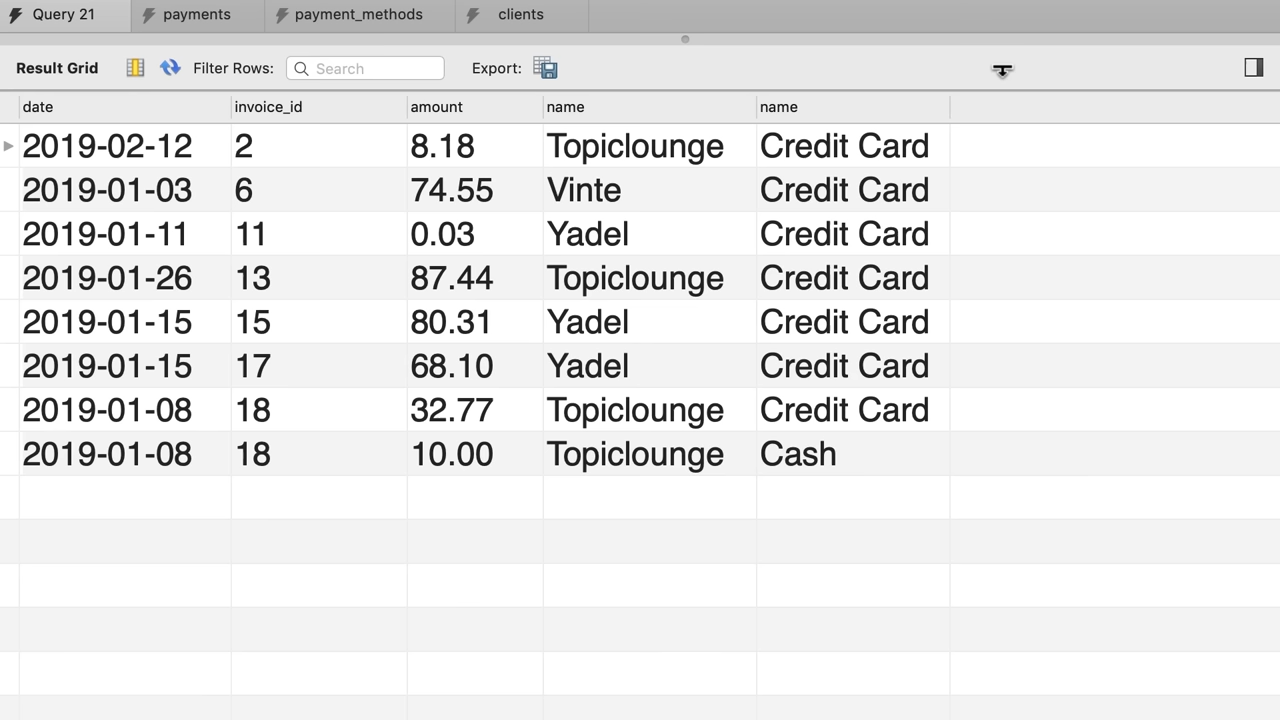 Query 21 payments payment_methods clients
Result Grid Filter Rows: Search Export:
date invoice_id amount name name
2019-02-12 2 8.18 Topiclounge Credit Card
2019-01-03 6 74.55 Vinte Credit Card
2019-01-11 11 0.03 Yadel Credit Card
2019-01-26 13 87.44 Topiclounge Credit Card
2019-01-15 15 80.31 Yadel Credit Card
2019-01-15 17 68.10 Yadel Credit Card
2019-01-08 18 32.77 Topiclounge Credit Card
2019-01-08 18 10.00 Topiclounge Cash